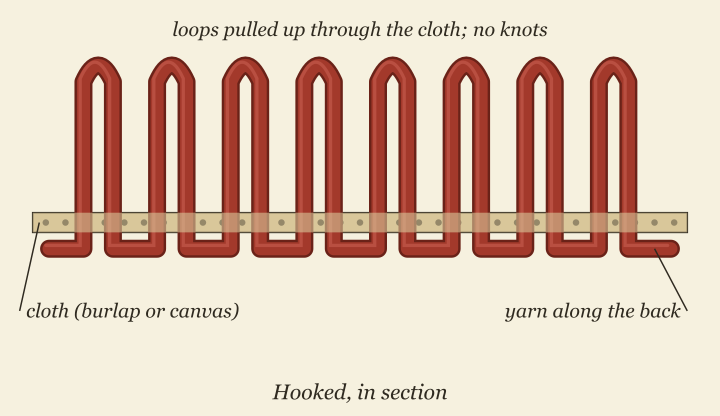 loops pulled up through the cloth; no knots
cloth (burlap or canvas)
yarn along the back
Hooked, in section